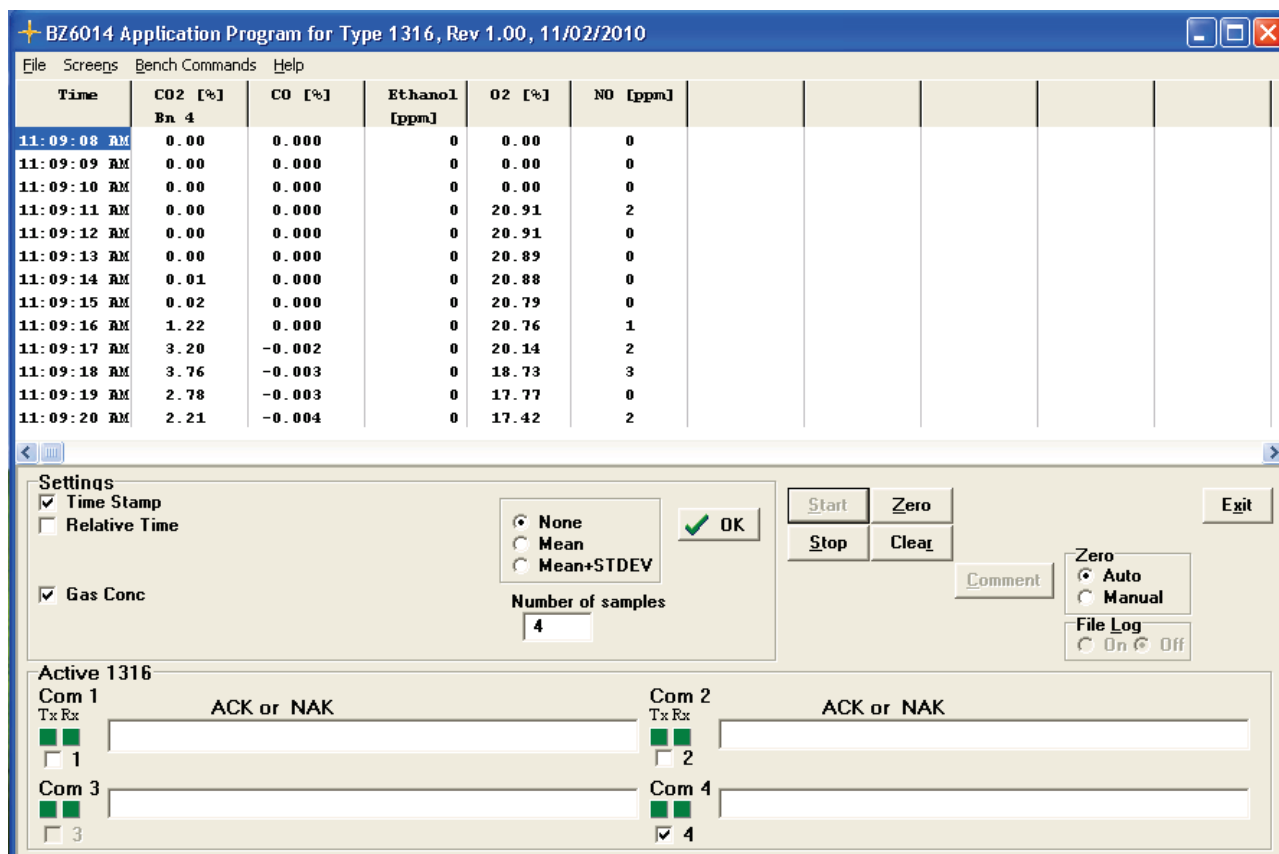 BZ6014 Application Program for Type 1316, Rev 1.00, 11/02/2010
File Screens Bench Commands Help
Time CO2 [%] CO [%] Ethanol O2 [%] NO [ppm]
Bn 4 [ppm]
11:09:08 AM 0.00 0.000 0 0.00 0
11:09:09 AM 0.00 0.000 0 0.00 0
11:09:10 AM 0.00 0.000 0 0.00 0
11:09:11 AM 0.00 0.000 0 20.91 2
11:09:12 AM 0.00 0.000 0 20.91 0
11:09:13 AM 0.00 0.000 0 20.89 0
11:09:14 AM 0.01 0.000 0 20.88 0
11:09:15 AM 0.02 0.000 0 20.79 0
11:09:16 AM 1.22 0.000 0 20.76 1
11:09:17 AM 3.20 -0.002 0 20.14 2
11:09:18 AM 3.76 -0.003 0 18.73 3
11:09:19 AM 2.78 -0.003 0 17.77 0
11:09:20 AM 2.21 -0.004 0 17.42 2
Settings
Time Stamp
Relative Time
Gas Conc
None
Mean
Mean+STDEV
OK
Number of samples
4
Start Zero
Stop Clear
Comment
Exit
Zero
Auto
Manual
File Log
On Off
Active 1316
Com 1 ACK or NAK
Tx Rx
1
Com 2 ACK or NAK
Tx Rx
2
Com 3
3
Com 4
4